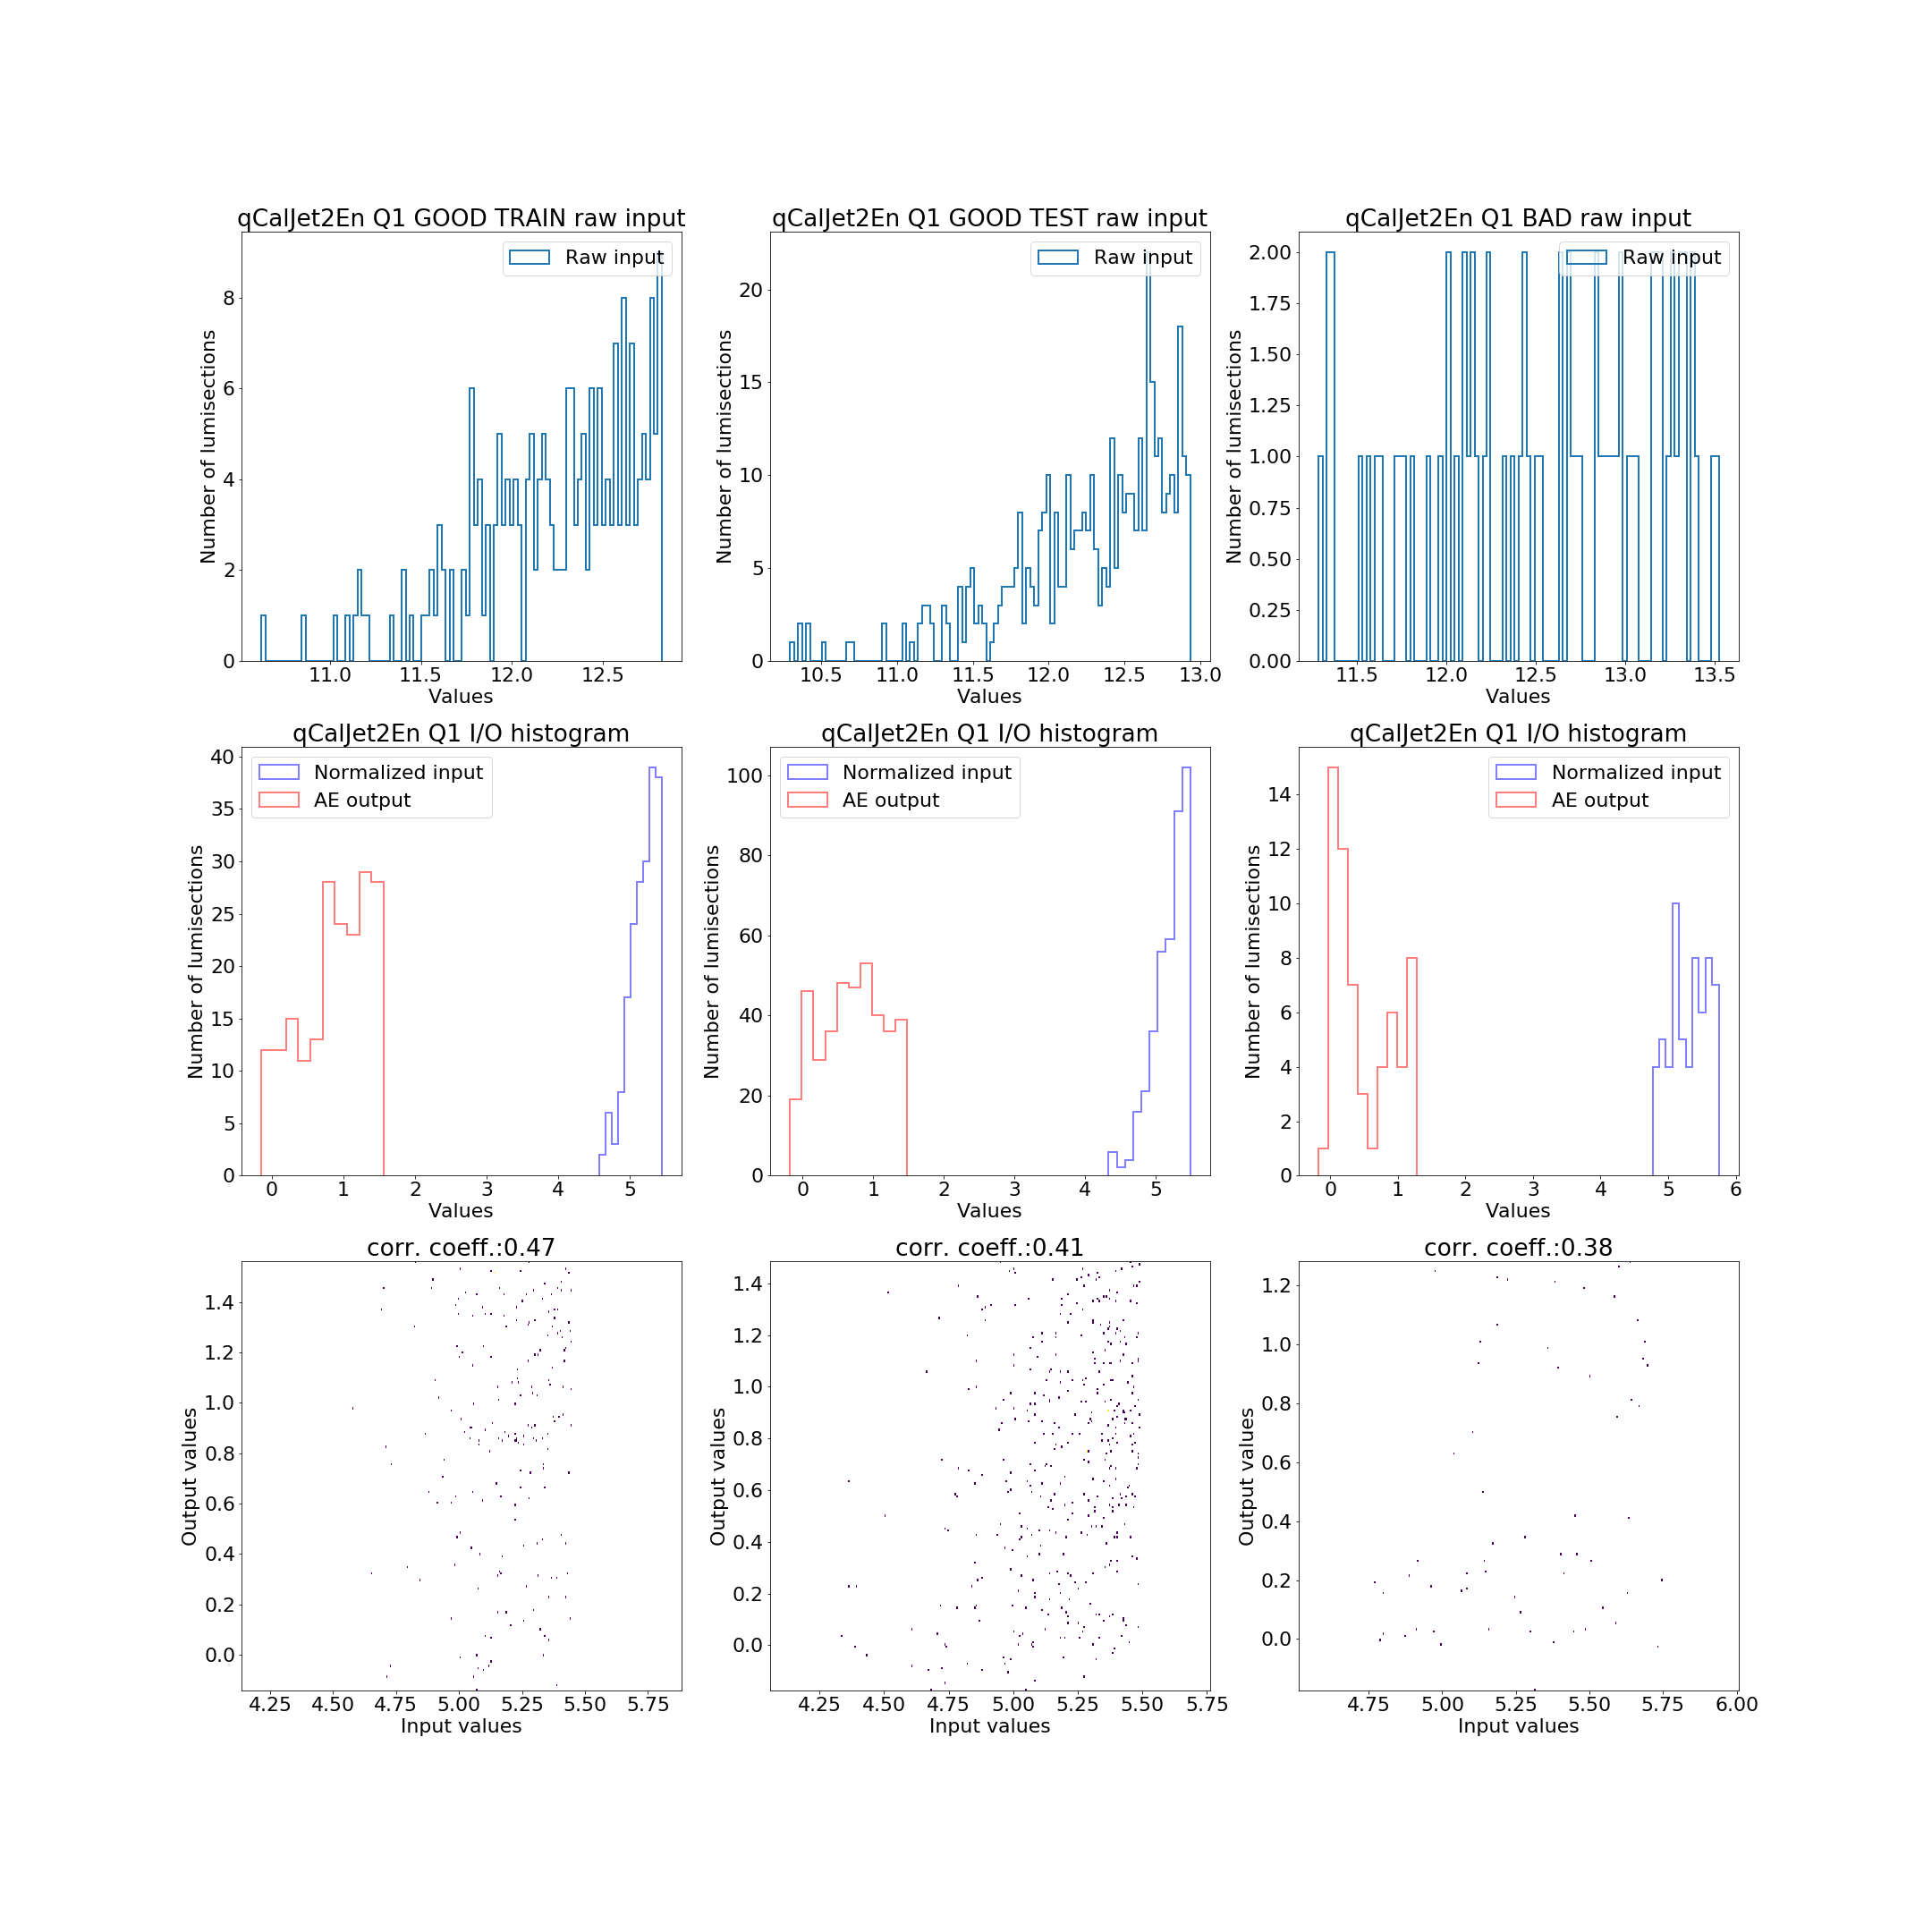 qCalJet2En Q1 GOOD TRAIN raw input
Raw input
Number of lumisections
0
2
4
6
8
11.0 11.5 12.0 12.5
Values
qCalJet2En Q1 GOOD TEST raw input
Raw input
Number of lumisections
0
5
10
15
20
10.5 11.0 11.5 12.0 12.5 13.0
Values
qCalJet2En Q1 BAD raw input
Raw input
Number of lumisections
0.00
0.25
0.50
0.75
1.00
1.25
1.50
1.75
2.00
11.5 12.0 12.5 13.0 13.5
Values
qCalJet2En Q1 I/O histogram
Normalized input
AE output
Number of lumisections
0
5
10
15
20
25
30
35
40
0 1 2 3 4 5
Values
qCalJet2En Q1 I/O histogram
Normalized input
AE output
Number of lumisections
0
20
40
60
80
100
0 1 2 3 4 5
Values
qCalJet2En Q1 I/O histogram
Normalized input
AE output
Number of lumisections
0
2
4
6
8
10
12
14
0 1 2 3 4 5 6
Values
corr. coeff.:0.47
Output values
0.0
0.2
0.4
0.6
0.8
1.0
1.2
1.4
4.25 4.50 4.75 5.00 5.25 5.50 5.75
Input values
corr. coeff.:0.41
Output values
0.0
0.2
0.4
0.6
0.8
1.0
1.2
1.4
4.25 4.50 4.75 5.00 5.25 5.50 5.75
Input values
corr. coeff.:0.38
Output values
0.0
0.2
0.4
0.6
0.8
1.0
1.2
4.75 5.00 5.25 5.50 5.75 6.00
Input values